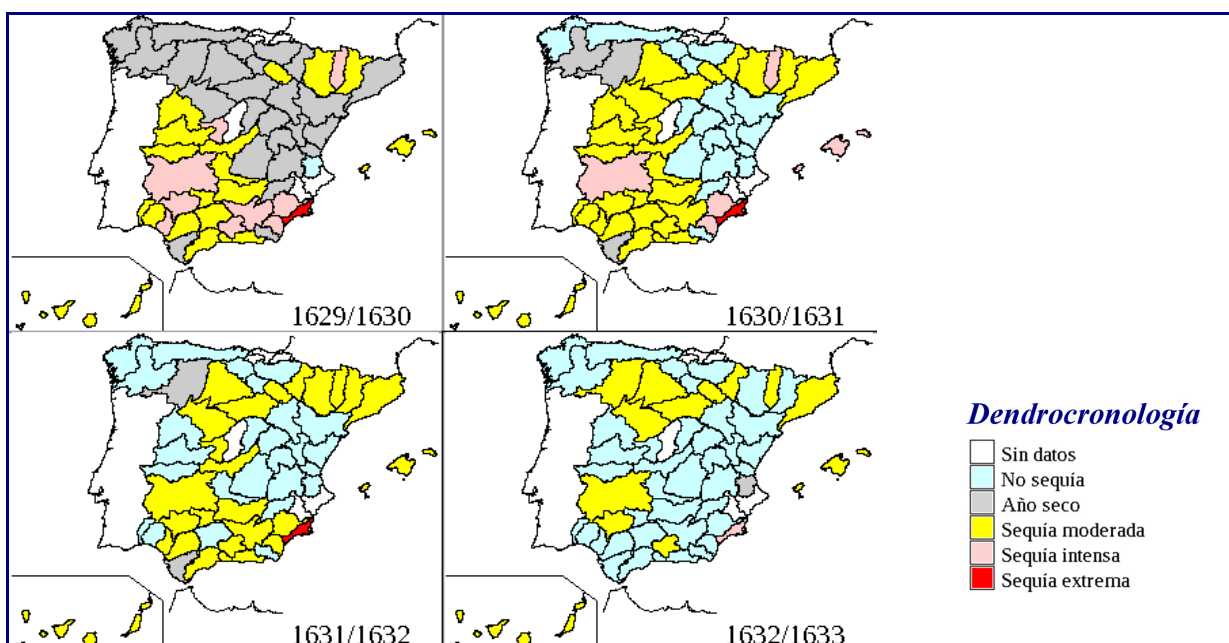 1629/1630
1630/1631
1631/1632
1632/1633
Dendrocronología
Sin datos
No sequía
Año seco
Sequía moderada
Sequía intensa
Sequía extrema